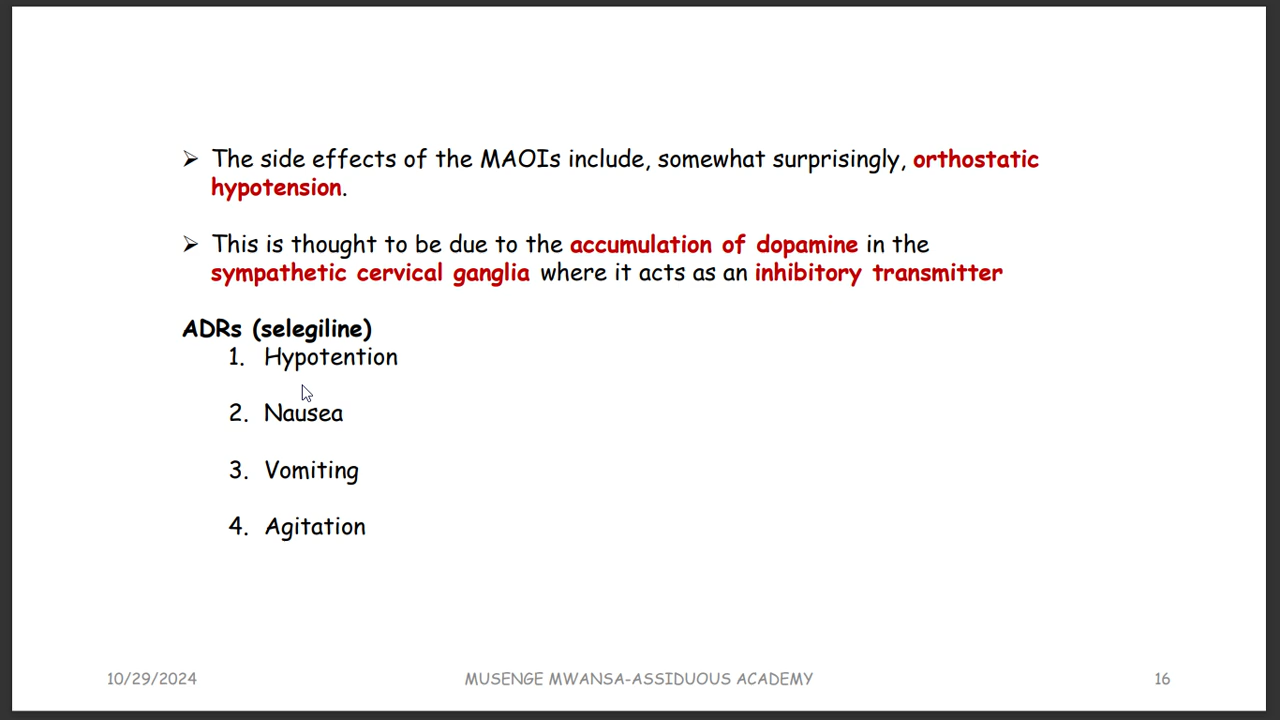 ➢ The side effects of the MAOIs include, somewhat surprisingly, orthostatic
hypotension.
➢ This is thought to be due to the accumulation of dopamine in the
sympathetic cervical ganglia where it acts as an inhibitory transmitter
ADRs (selegiline)
1. Hypotention
2. Nausea
3. Vomiting
4. Agitation
10/29/2024 MUSENGE MWANSA-ASSIDUOUS ACADEMY 16